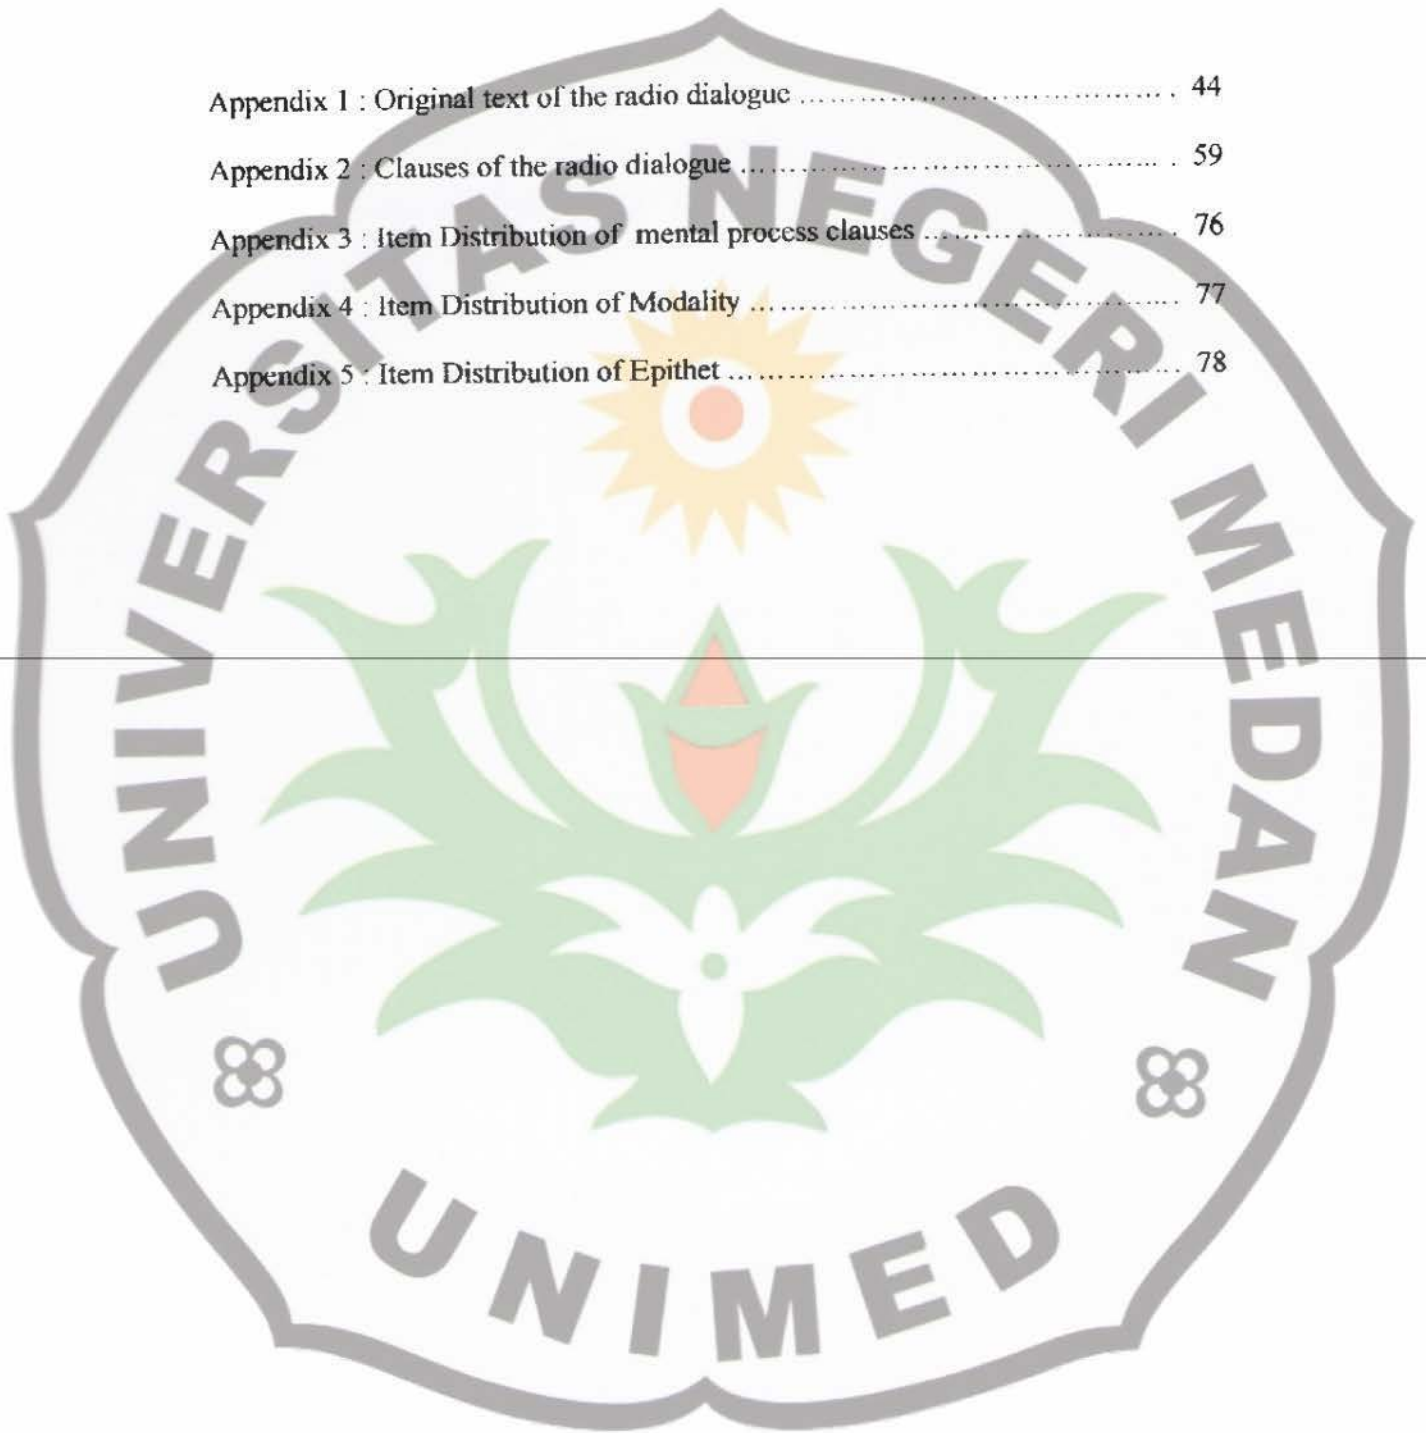 Appendix 1 : Original text of the radio dialogue ........................................ 44
Appendix 2 : Clauses of the radio dialogue ............................................... 59
Appendix 3 : Item Distribution of mental process clauses ........................... 76
Appendix 4 : Item Distribution of Modality ................................................ 77
Appendix 5 : Item Distribution of Epithet .................................................. 78
UNIVERSITAS NEGERI MEDAN
UNIMED